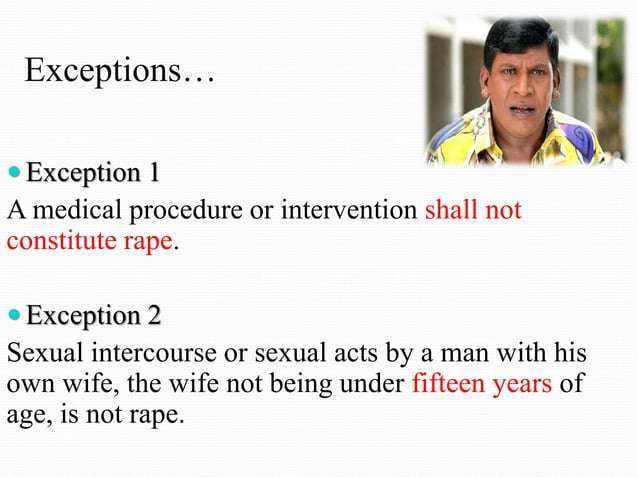 Exceptions…
Exception 1
A medical procedure or intervention shall not
constitute rape.
Exception 2
Sexual intercourse or sexual acts by a man with his
own wife, the wife not being under fifteen years of
age, is not rape.